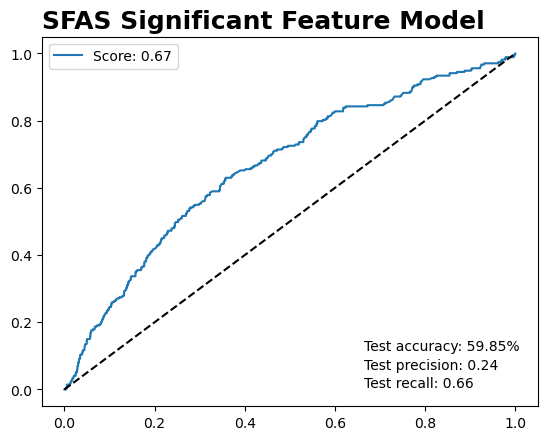 SFAS Significant Feature Model
Score: 0.67
1.0
0.8
0.6
0.4
0.2
0.0
Test accuracy: 59.85%
Test precision: 0.24
Test recall: 0.66
0.0 0.2 0.4 0.6 0.8 1.0